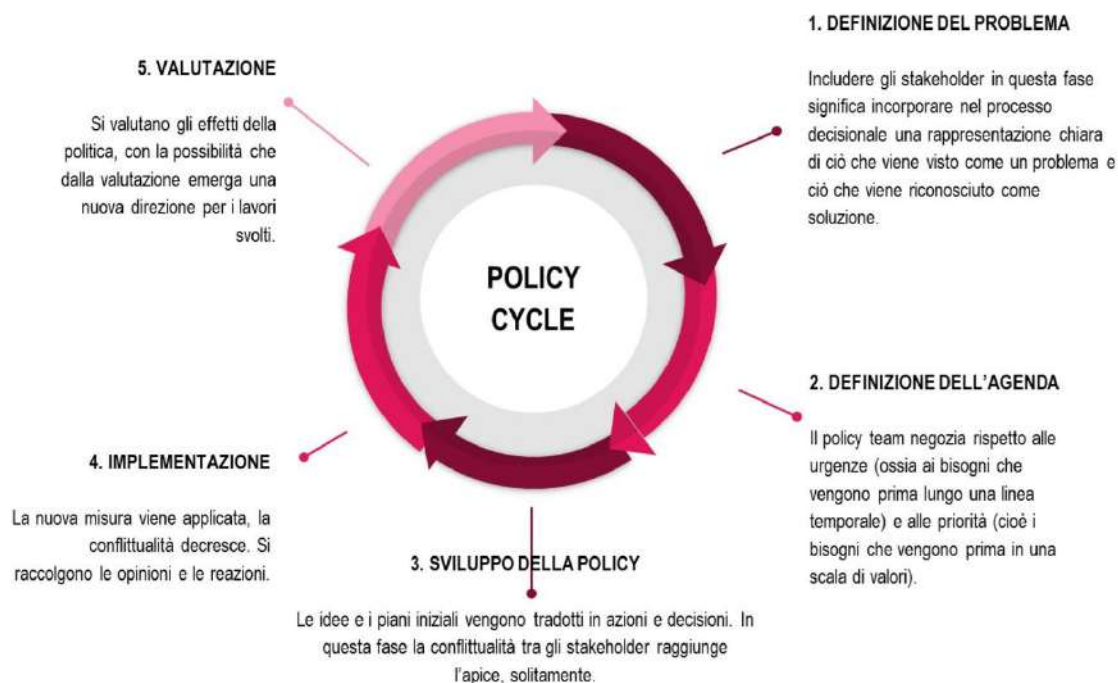 POLICY
CYCLE
1. DEFINIZIONE DEL PROBLEMA
Includere gli stakeholder in questa fase
significa incorporare nel processo
decisionale una rappresentazione chiara
di ciò che viene visto come un problema e
ciò che viene riconosciuto come
soluzione.
2. DEFINIZIONE DELL'AGENDA
Il policy team negozia rispetto alle
urgenze (ossia ai bisogni che
vengono prima lungo una linea
temporale) e alle priorità (cioè i
bisogni che vengono prima in una
scala di valori).
3. SVILUPPO DELLA POLICY
Le idee e i piani iniziali vengono tradotti in azioni e decisioni. In
questa fase la conflittualità tra gli stakeholder raggiunge
l'apice, solitamente.
4. IMPLEMENTAZIONE
La nuova misura viene applicata, la
conflittualità decresce. Si
raccolgono le opinioni e le reazioni.
5. VALUTAZIONE
Si valutano gli effetti della
politica, con la possibilità che
dalla valutazione emerga una
nuova direzione per i lavori
svolti.